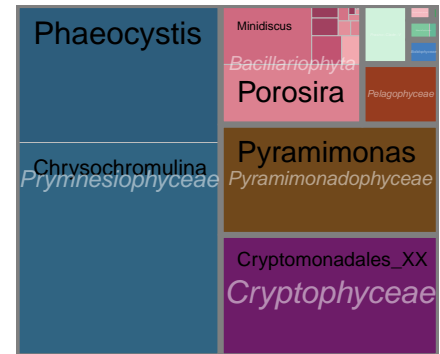 Phaeocystis
Chrysochromulina
Prymnesiophyceae
Minidiscus
Bacillariophyta
Porosira
Pelagophyceae
Pyramimonas
Pyramimonadophyceae
Cryptomonadales_XX
Cryptophyceae